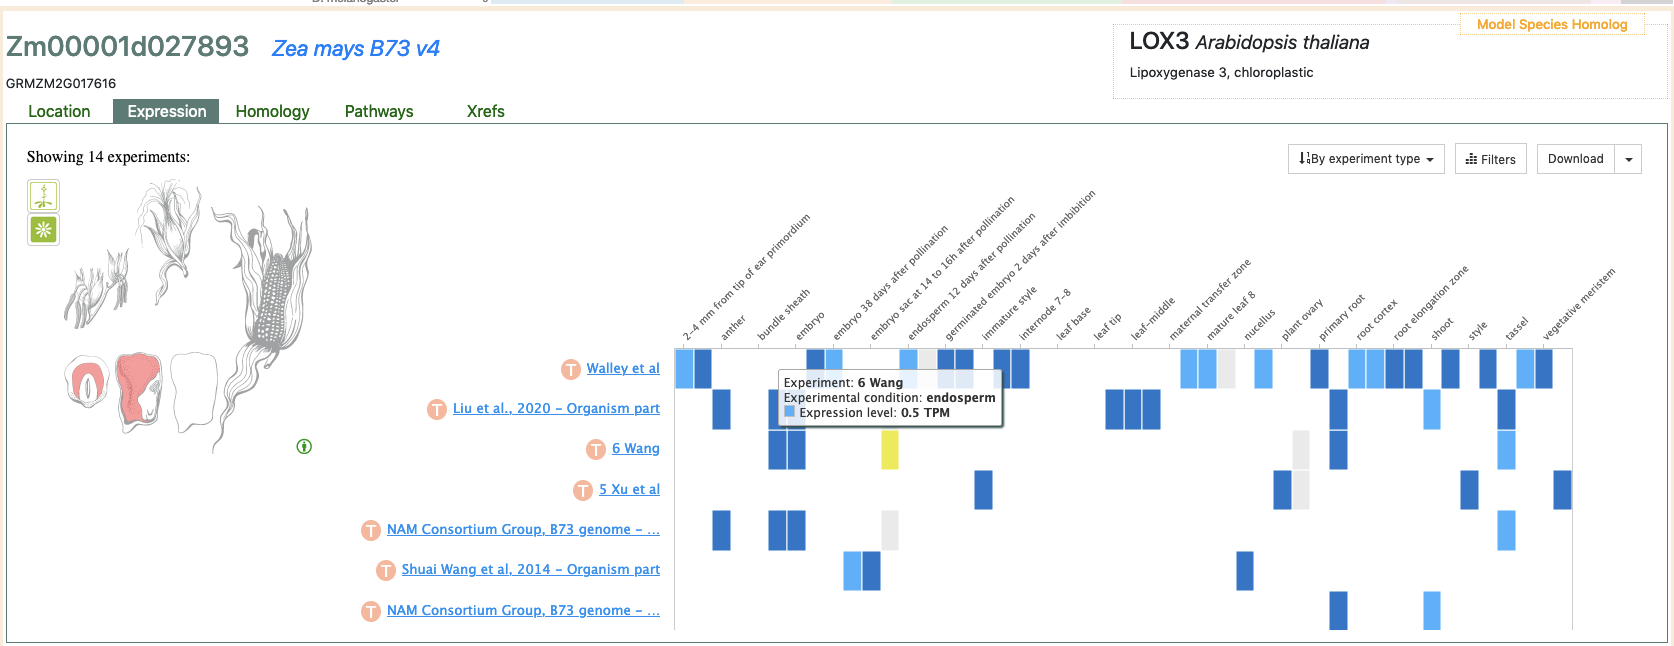 D. melanogaster
Model Species Homolog
Zm00001d027893 Zea mays B73 v4
LOX3 Arabidopsis thaliana
Lipoxygenase 3, chloroplastic
GRMZM2G017616
Location Expression Homology Pathways Xrefs
Showing 14 experiments:
By experiment type Filters Download
2-4 mm from tip of ear primordium
anther
bundle sheath
embryo
embryo 38 days after pollination
embryo sac at 14 to 16h after pollination
endosperm 12 days after pollination
germinated embryo 2 days after imbibition
immature style
internode 7-8
leaf base
leaf tip
leaf-middle
maternal transfer zone
mature leaf 8
nucellus
plant ovary
primary root
root cortex
root elongation zone
shoot
style
tassel
vegetative meristem
T Walley et al
T Liu et al., 2020 - Organism part
T 6 Wang
T 5 Xu et al
T NAM Consortium Group, B73 genome - ...
T Shuai Wang et al, 2014 - Organism part
T NAM Consortium Group, B73 genome - ...
Experiment: 6 Wang
Experimental condition: endosperm
Expression level: 0.5 TPM